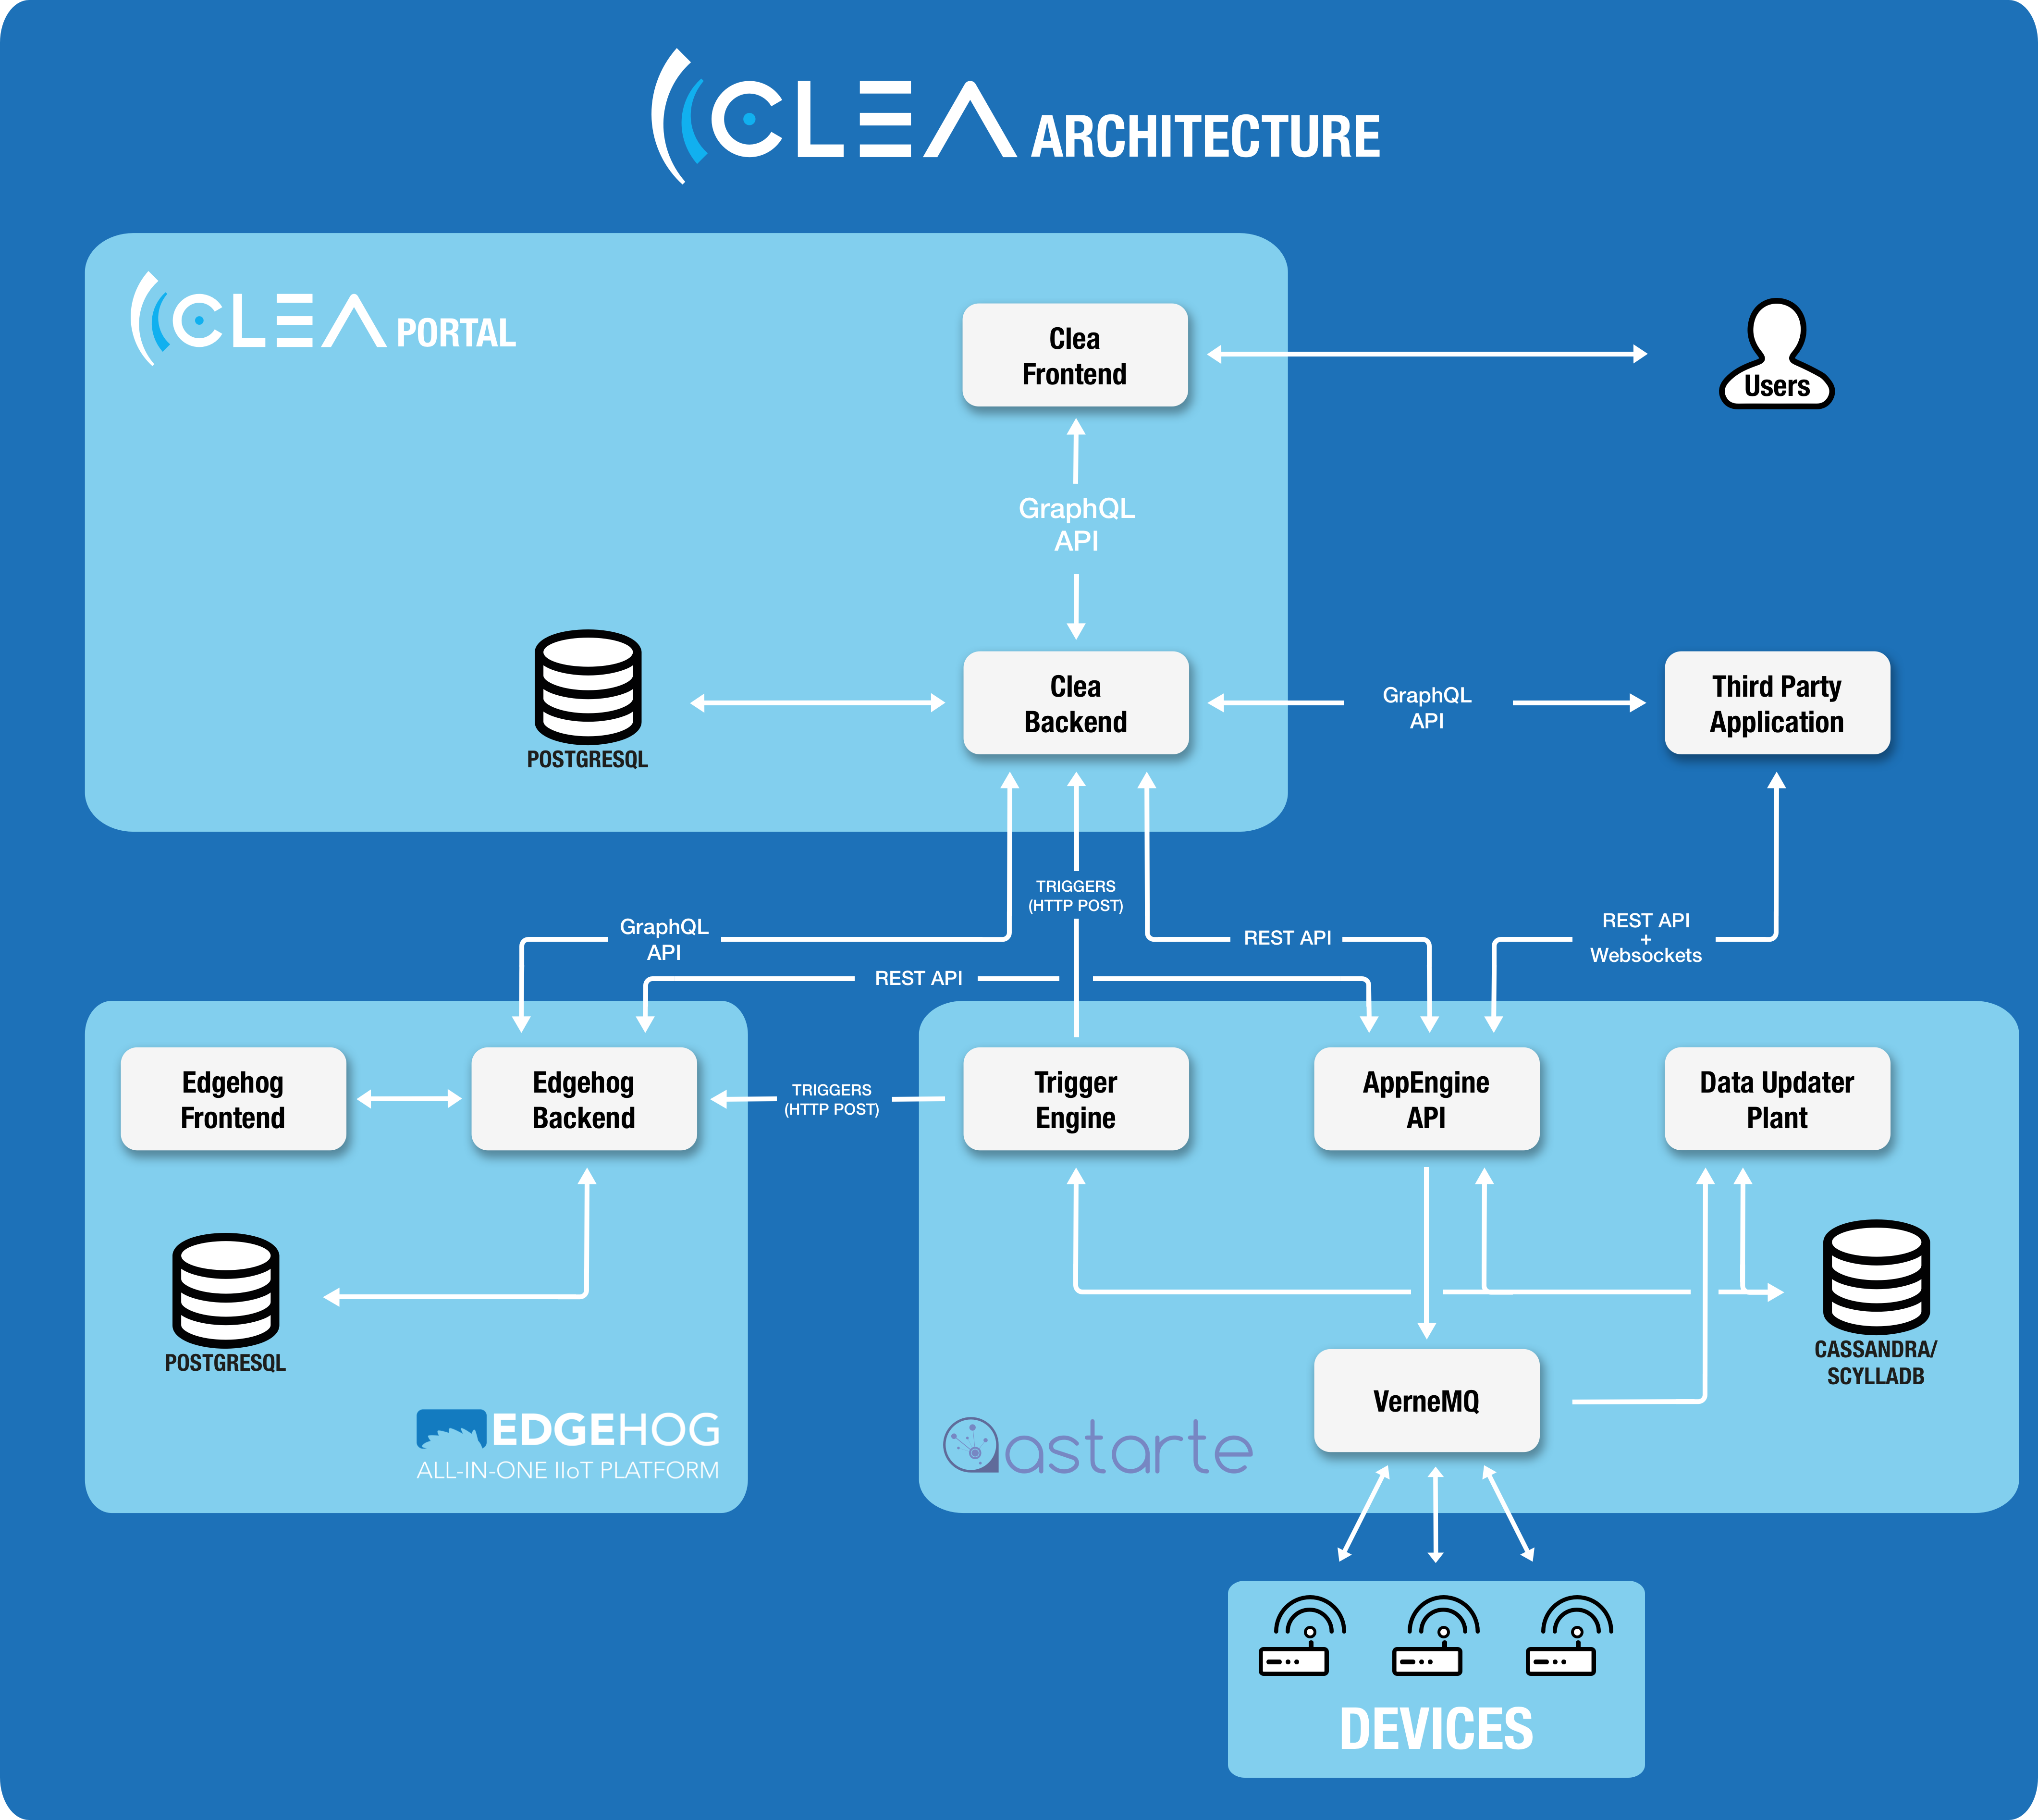 CLEA ARCHITECTURE
CLEA PORTAL
Clea
Frontend
Users
GraphQL
API
POSTGRESQL
Clea
Backend
GraphQL
API
Third Party
Application
TRIGGERS
(HTTP POST)
GraphQL
API
REST API
REST API
+
Websockets
REST API
Edgehog
Frontend
Edgehog
Backend
TRIGGERS
(HTTP POST)
Trigger
Engine
AppEngine
API
Data Updater
Plant
POSTGRESQL
CASSANDRA/
SCYLLADB
VerneMQ
EDGEHOG
ALL-IN-ONE IIoT PLATFORM
astarte
DEVICES